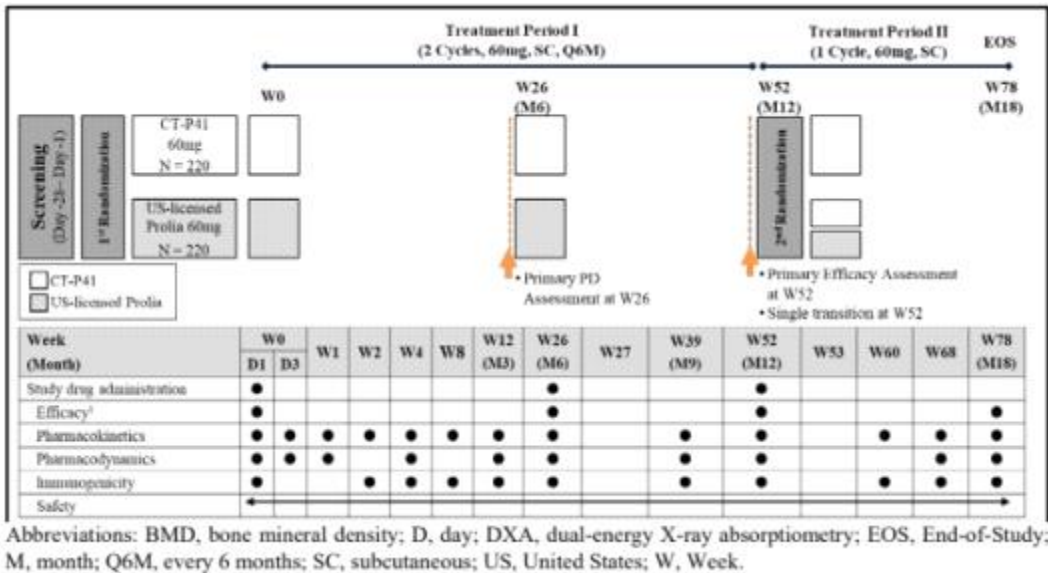 Treatment Period I
(2 Cycles, 60mg, SC, Q6M)
Treatment Period II
(1 Cycle, 60mg, SC)
EOS
W0
W26
(M6)
W52
(M12)
W78
(M18)
Screening
(Day -28– Day -1)
1st Randomization
CT-P41
60mg
N = 220
US-licensed
Prolia 60mg
N = 220
2nd Randomization
CT-P41
US-licensed Prolia
• Primary PD
Assessment at W26
• Primary Efficacy Assessment
at W52
• Single transition at W52
Week
(Month)
W0
D1 D3
W1
W2
W4
W8
W12
(M3)
W26
(M6)
W27
W39
(M9)
W52
(M12)
W53
W60
W68
W78
(M18)
Study drug administration
Efficacy¹
Pharmacokinetics
Pharmacodynamics
Immunogenicity
Safety
Abbreviations: BMD, bone mineral density; D, day; DXA, dual-energy X-ray absorptiometry; EOS, End-of-Study;
M, month; Q6M, every 6 months; SC, subcutaneous; US, United States; W, Week.